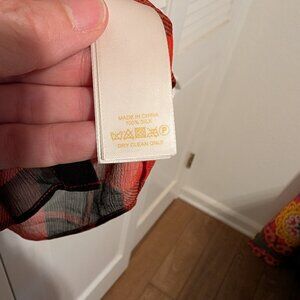 MADE IN CHINA
100% SILK
P
DRY CLEAN ONLY